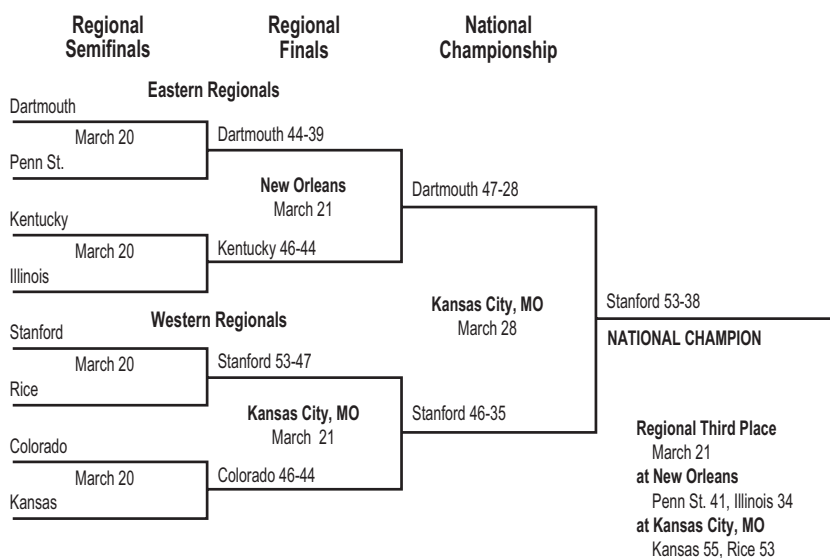 Regional Semifinals
Regional Finals
National Championship
Eastern Regionals
Dartmouth
March 20
Dartmouth 44-39
Penn St.
New Orleans
March 21
Dartmouth 47-28
Kentucky
March 20
Kentucky 46-44
Illinois
Kansas City, MO
March 28
Stanford 53-38
NATIONAL CHAMPION
Western Regionals
Stanford
March 20
Stanford 53-47
Rice
Kansas City, MO
March 21
Stanford 46-35
Colorado
March 20
Colorado 46-44
Kansas
Regional Third Place
March 21
at New Orleans
Penn St. 41, Illinois 34
at Kansas City, MO
Kansas 55, Rice 53